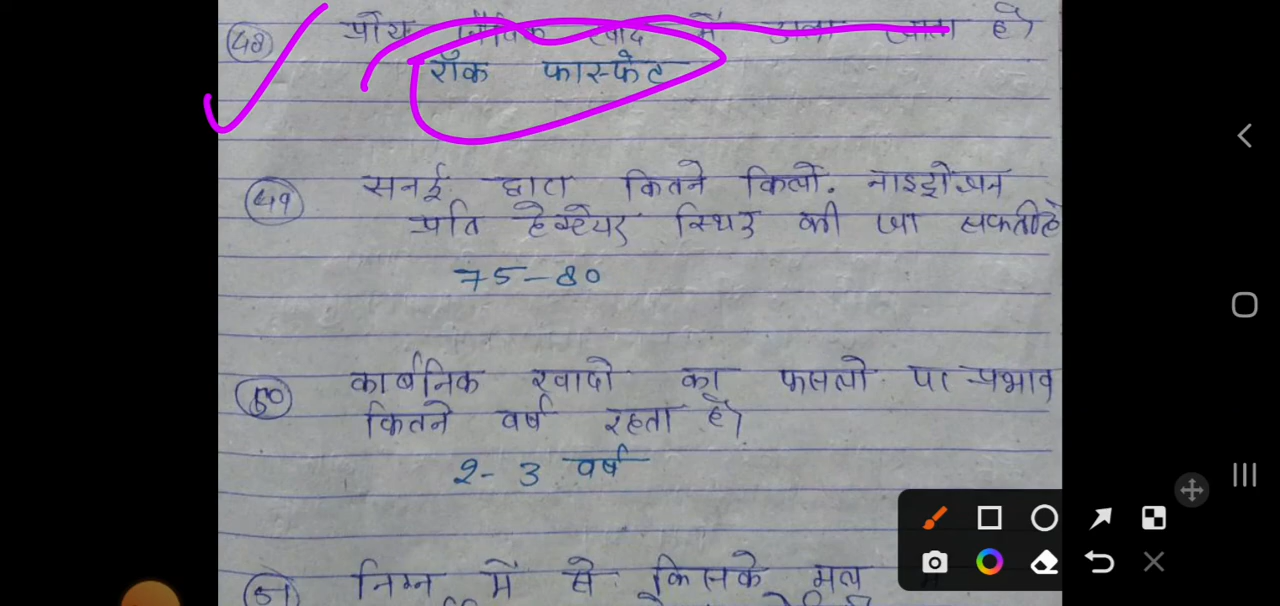 (48) प्रोम जैविक खाद में डाला जाता है
रॉक फास्फेट
(49) सनई द्वारा कितने किलो. नाइट्रोजन
प्रति हेक्टेयर स्थिर की जा सकती है
75-80
(50) कार्बनिक खादो का फसलो पर प्रभाव
कितने वर्ष रहता है
2-3 वर्ष
(51) निम्न में से किसके मल में